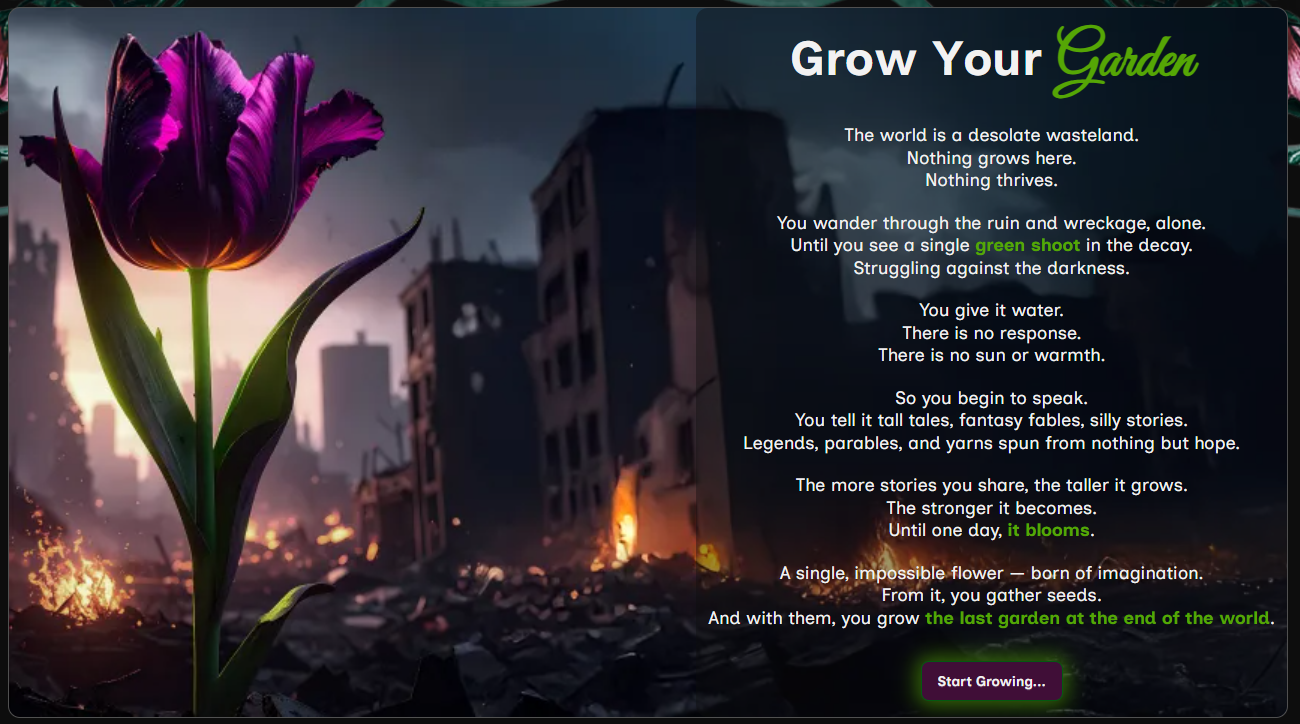 Grow Your Garden
The world is a desolate wasteland.
Nothing grows here.
Nothing thrives.
You wander through the ruin and wreckage, alone.
Until you see a single green shoot in the decay.
Struggling against the darkness.
You give it water.
There is no response.
There is no sun or warmth.
So you begin to speak.
You tell it tall tales, fantasy fables, silly stories.
Legends, parables, and yarns spun from nothing but hope.
The more stories you share, the taller it grows.
The stronger it becomes.
Until one day, it blooms.
A single, impossible flower — born of imagination.
From it, you gather seeds.
And with them, you grow the last garden at the end of the world.
Start Growing...